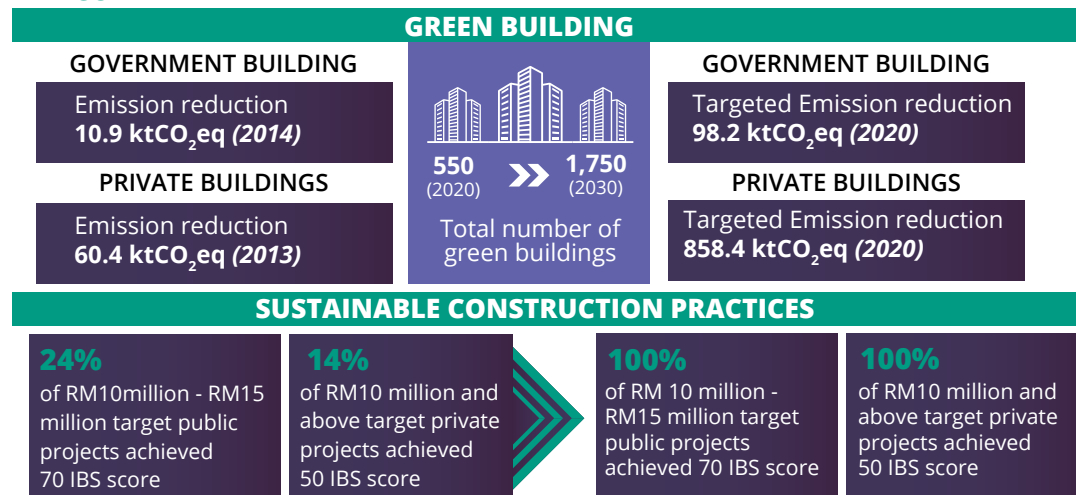 GREEN BUILDING
GOVERNMENT BUILDING
Emission reduction
10.9 ktCO₂eq (2014)
PRIVATE BUILDINGS
Emission reduction
60.4 ktCO₂eq (2013)
550
(2020)
1,750
(2030)
Total number of
green buildings
GOVERNMENT BUILDING
Targeted Emission reduction
98.2 ktCO₂eq (2020)
PRIVATE BUILDINGS
Targeted Emission reduction
858.4 ktCO₂eq (2020)
SUSTAINABLE CONSTRUCTION PRACTICES
24%
of RM10million - RM15
million target public
projects achieved
70 IBS score
14%
of RM10 million and
above target private
projects achieved
50 IBS score
100%
of RM 10 million -
RM15 million target
public projects
achieved 70 IBS score
100%
of RM10 million and
above target private
projects achieved
50 IBS score